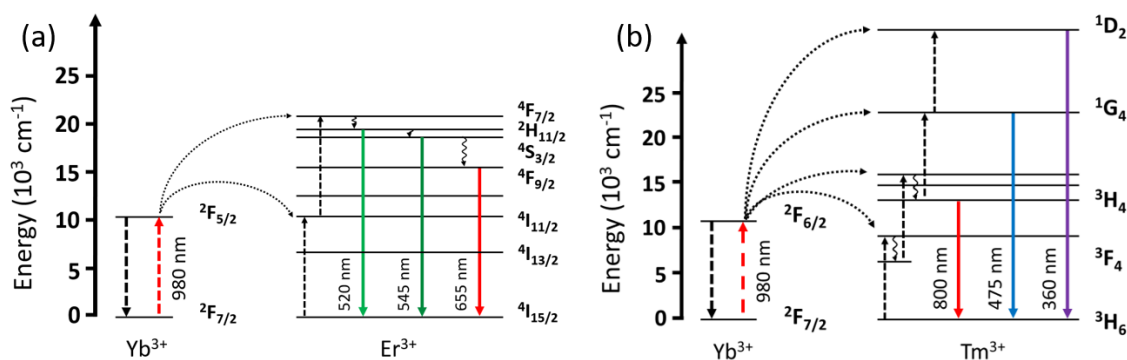 (a)
Energy (10³ cm⁻¹)
25
20
15
10
5
0
²F₅/₂
²F₇/₂
980 nm
Yb³⁺
⁴F₇/₂
²H₁₁/₂
⁴S₃/₂
⁴F₉/₂
⁴I₁₁/₂
⁴I₁₃/₂
⁴I₁₅/₂
520 nm
545 nm
655 nm
Er³⁺
(b)
Energy (10³ cm⁻¹)
25
20
15
10
5
0
²F₆/₂
²F₇/₂
980 nm
Yb³⁺
¹D₂
¹G₄
³H₄
³F₄
³H₆
800 nm
475 nm
360 nm
Tm³⁺